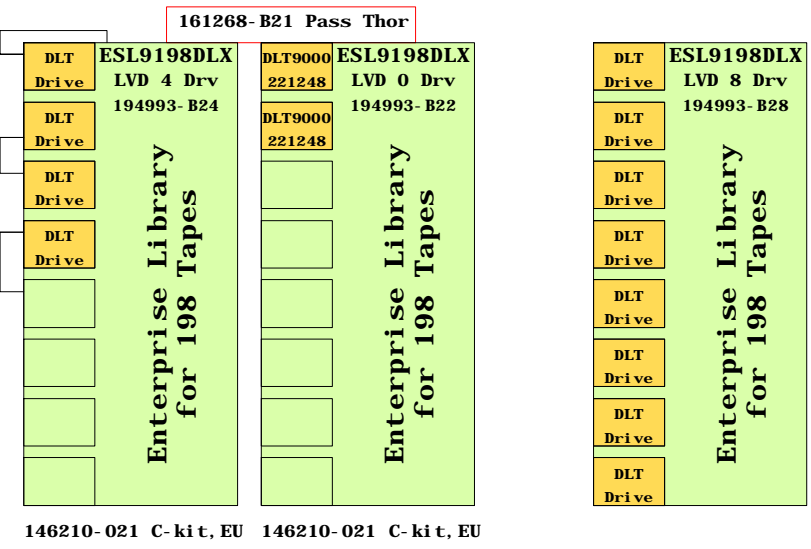 161268-B21 Pass Thor
DLT
Drive
ESL9198DLX
LVD 4 Drv
194993-B24
DLT
Drive
DLT
Drive
DLT
Drive
Enterprise Library
for 198 Tapes
146210-021 C-kit,EU
DLT9000
221248
ESL9198DLX
LVD 0 Drv
194993-B22
DLT9000
221248
Enterprise Library
for 198 Tapes
146210-021 C-kit,EU
DLT
Drive
ESL9198DLX
LVD 8 Drv
194993-B28
DLT
Drive
DLT
Drive
DLT
Drive
DLT
Drive
DLT
Drive
DLT
Drive
DLT
Drive
Enterprise Library
for 198 Tapes